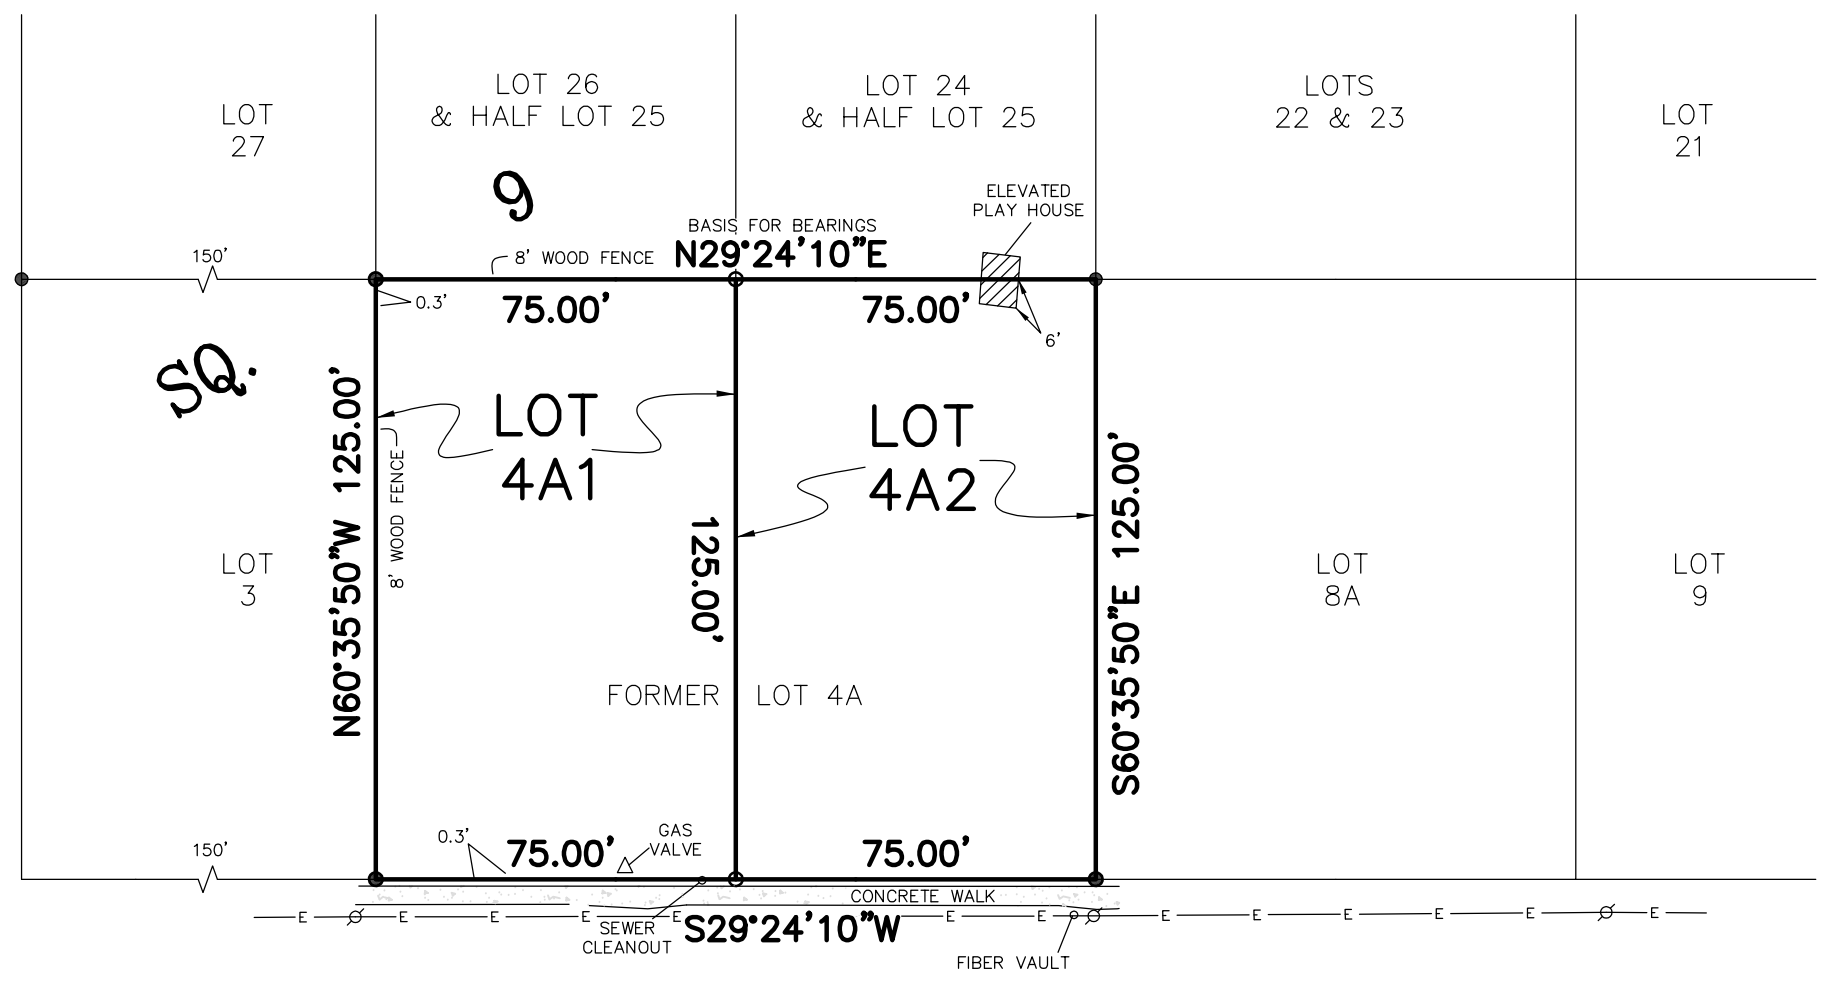 LOT
27
LOT 26
& HALF LOT 25
LOT 24
& HALF LOT 25
LOTS
22 & 23
LOT
21
9
ELEVATED
PLAY HOUSE
BASIS FOR BEARINGS
N29°24'10"E
150'
8' WOOD FENCE
0.3'
75.00'
75.00'
6'
SQ.
N60°35'50"W 125.00'
8' WOOD FENCE
LOT
4A1
125.00'
LOT
4A2
S60°35'50"E 125.00'
LOT
3
LOT
8A
LOT
9
FORMER LOT 4A
150'
0.3'
75.00'
GAS
VALVE
75.00'
CONCRETE WALK
E E E E E E E E E E E E E E
S29°24'10"W
SEWER
CLEANOUT
FIBER VAULT